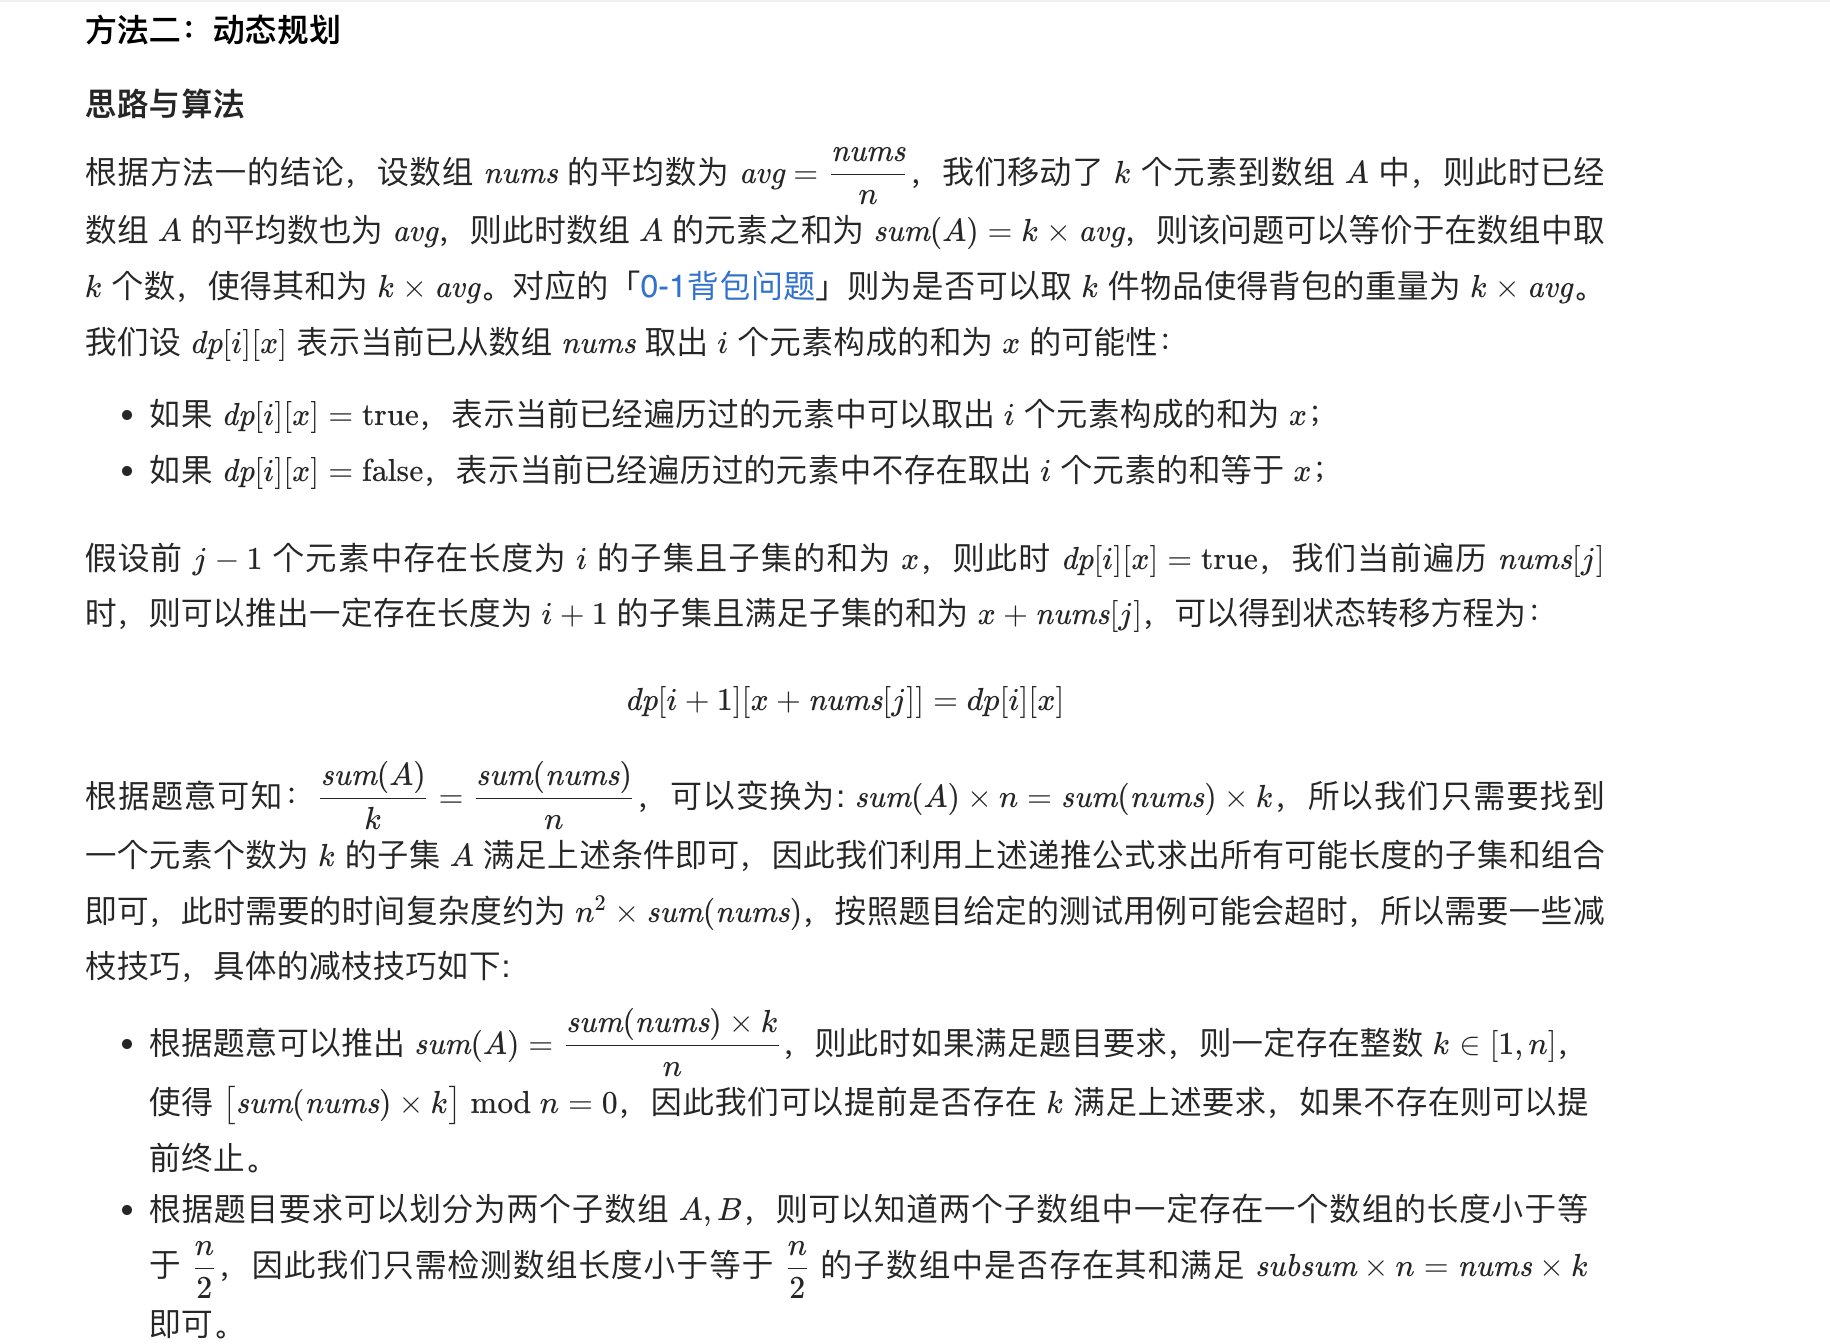 方法二：动态规划
思路与算法
根据方法一的结论，设数组 nums 的平均数为 avg = \frac{nums}{n}，我们移动了 k 个元素到数组 A 中，则此时已经
数组 A 的平均数也为 avg，则此时数组 A 的元素之和为 sum(A) = k × avg，则该问题可以等价于在数组中取
k 个数，使得其和为 k × avg。对应的「0-1背包问题」则为是否可以取 k 件物品使得背包的重量为 k × avg。
我们设 dp[i][x] 表示当前已从数组 nums 取出 i 个元素构成的和为 x 的可能性：
• 如果 dp[i][x] = true，表示当前已经遍历过的元素中可以取出 i 个元素构成的和为 x；
• 如果 dp[i][x] = false，表示当前已经遍历过的元素中不存在取出 i 个元素的和等于 x；
假设前 j − 1 个元素中存在长度为 i 的子集且子集的和为 x，则此时 dp[i][x] = true，我们当前遍历 nums[j]
时，则可以推出一定存在长度为 i + 1 的子集且满足子集的和为 x + nums[j]，可以得到状态转移方程为：
dp[i + 1][x + nums[j]] = dp[i][x]
根据题意可知：\frac{sum(A)}{k} = \frac{sum(nums)}{n}，可以变换为: sum(A) × n = sum(nums) × k，所以我们只需要找到
一个元素个数为 k 的子集 A 满足上述条件即可，因此我们利用上述递推公式求出所有可能长度的子集和组合
即可，此时需要的时间复杂度约为 n² × sum(nums)，按照题目给定的测试用例可能会超时，所以需要一些减
枝技巧，具体的减枝技巧如下:
• 根据题意可以推出 sum(A) = \frac{sum(nums) × k}{n}，则此时如果满足题目要求，则一定存在整数 k ∈ [1, n]，
使得 [sum(nums) × k] mod n = 0，因此我们可以提前是否存在 k 满足上述要求，如果不存在则可以提
前终止。
• 根据题目要求可以划分为两个子数组 A, B，则可以知道两个子数组中一定存在一个数组的长度小于等
于 \frac{n}{2}，因此我们只需检测数组长度小于等于 \frac{n}{2} 的子数组中是否存在其和满足 subsum × n = nums × k
即可。